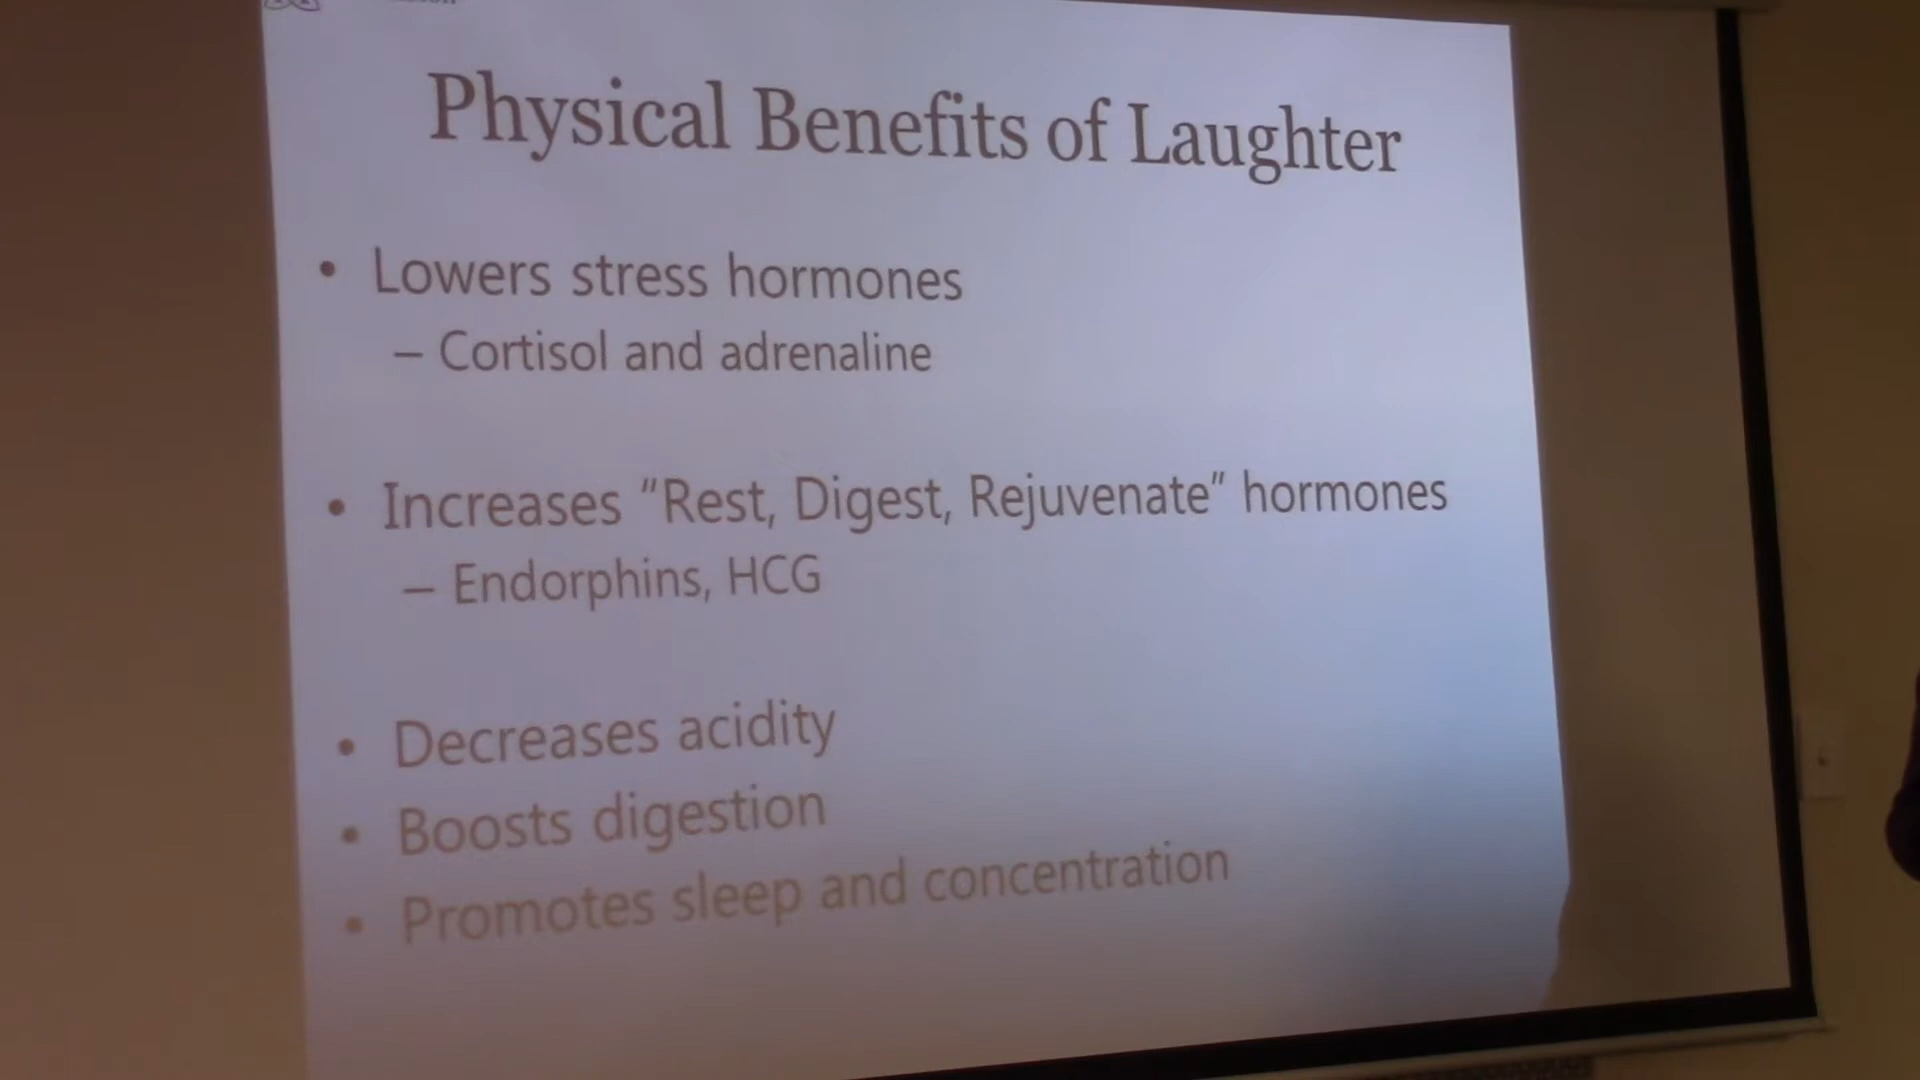 Physical Benefits of Laughter
• Lowers stress hormones
– Cortisol and adrenaline
• Increases “Rest, Digest, Rejuvenate” hormones
– Endorphins, HCG
• Decreases acidity
• Boosts digestion
• Promotes sleep and concentration